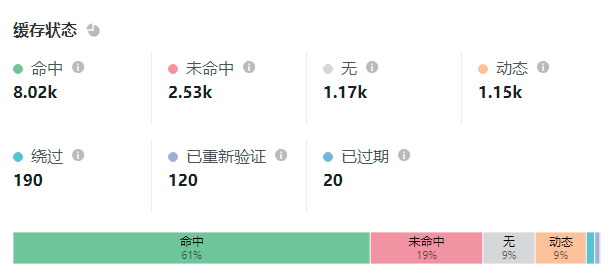 缓存状态
命中 未命中 无 动态
8.02k 2.53k 1.17k 1.15k
绕过 已重新验证 已过期
190 120 20
命中 未命中 无 动态
61% 19% 9% 9%